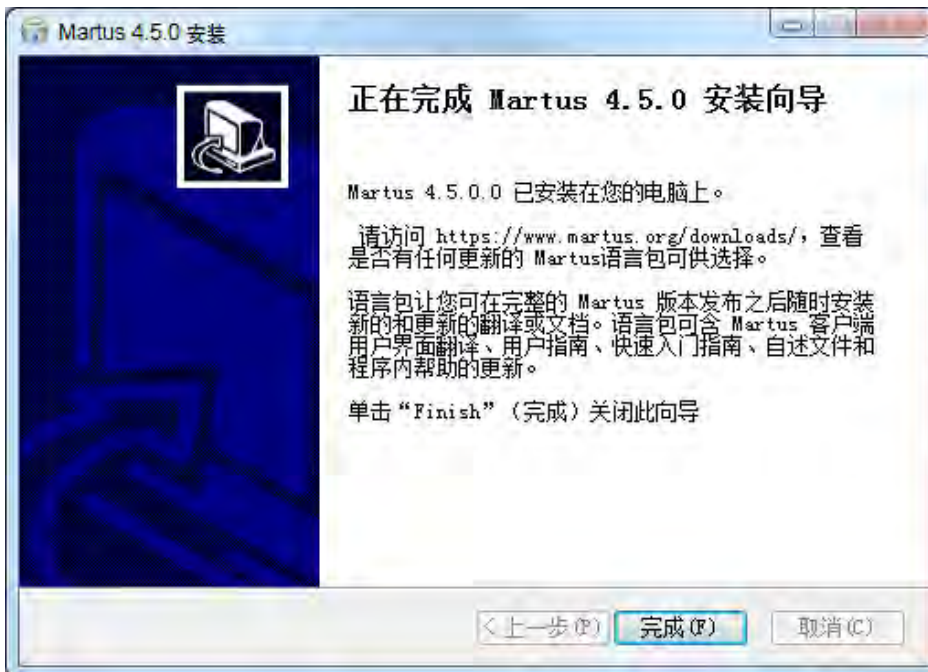 Martus 4.5.0 安装
正在完成 Martus 4.5.0 安装向导
Martus 4.5.0.0 已安装在您的电脑上。
请访问 https://www.martus.org/downloads/，查看
是否有任何更新的 Martus语言包可供选择。
语言包让您可在完整的 Martus 版本发布之后随时安装
新的和更新的翻译或文档。语言包可含 Martus 客户端
用户界面翻译、用户指南、快速入门指南、自述文件和
程序内帮助的更新。
单击“Finish”（完成）关闭此向导
<上一步(P) 完成(F) 取消(C)